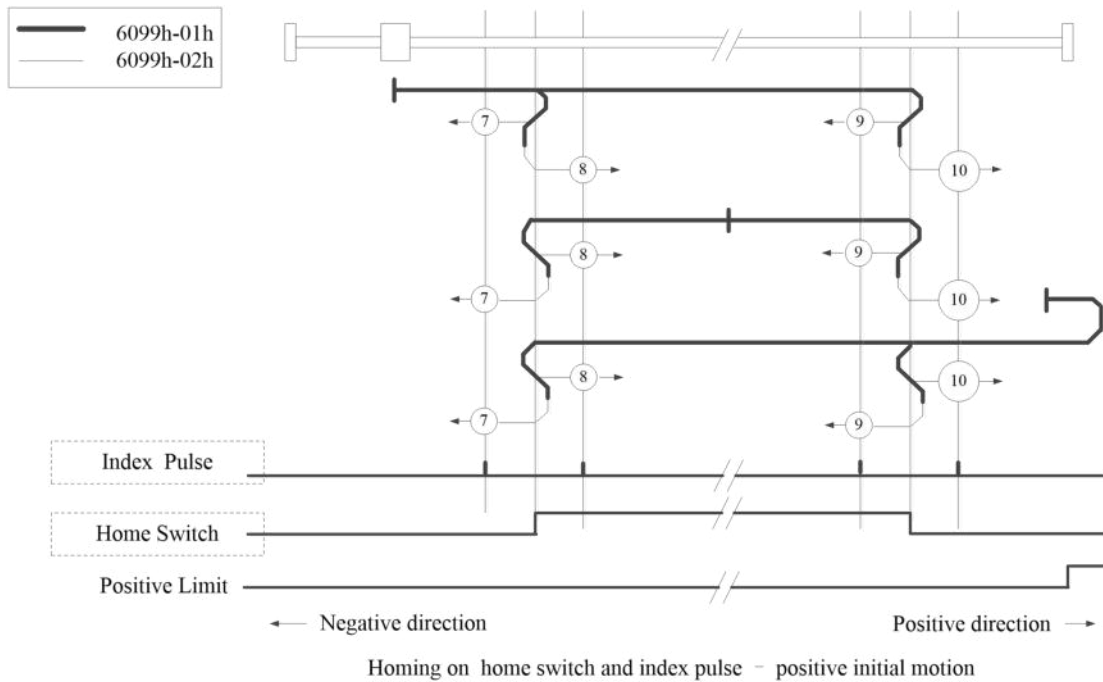 6099h-01h
6099h-02h
7
9
8
10
8
9
7
10
8
10
7
9
Index Pulse
Home Switch
Positive Limit
Negative direction
Positive direction
Homing on home switch and index pulse - positive initial motion